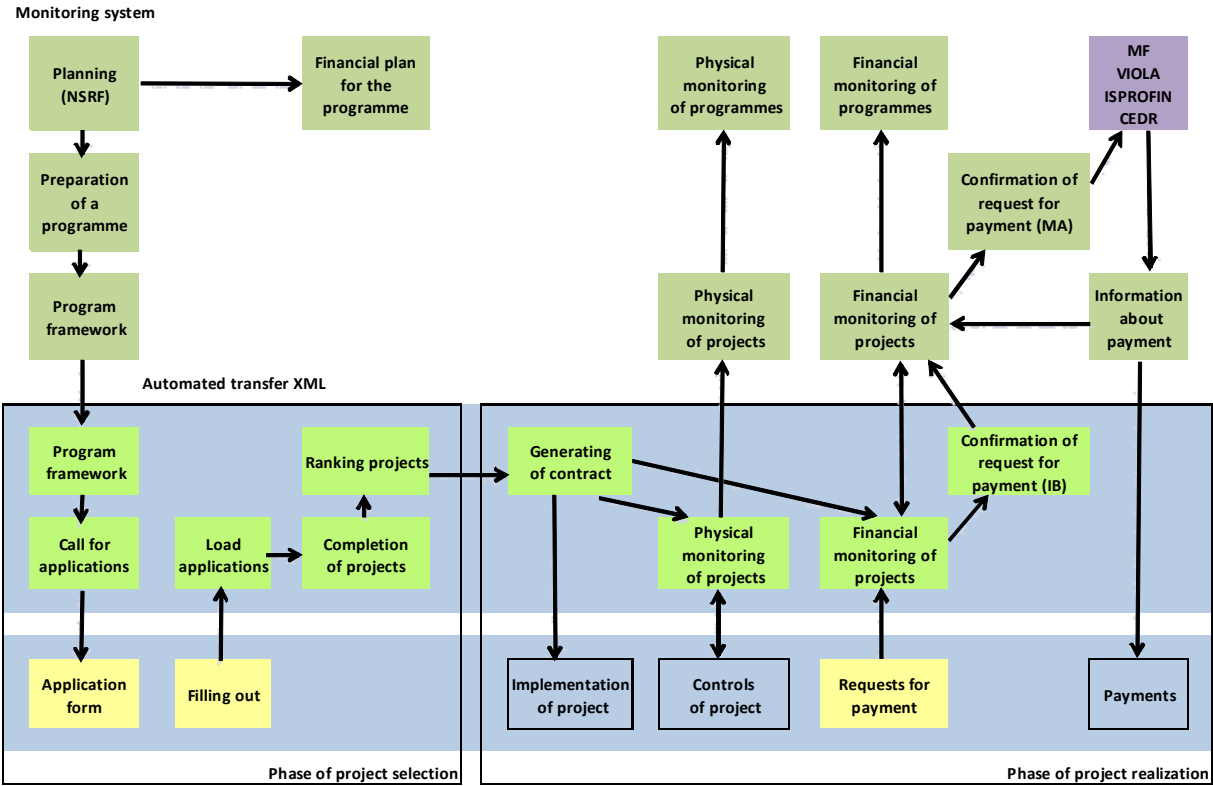 Monitoring system
Planning
(NSRF)
Financial plan
for the
programme
Physical
monitoring
of programmes
Financial
monitoring of
programmes
MF
VIOLA
ISPROFIN
CEDR
Preparation
of a
programme
Confirmation of
request for
payment (MA)
Program
framework
Physical
monitoring
of projects
Financial
monitoring of
projects
Information
about
payment
Automated transfer XML
Program
framework
Ranking projects
Generating
of contract
Confirmation of
request for
payment (IB)
Call for
applications
Load
applications
Completion
of projects
Physical
monitoring
of projects
Financial
monitoring of
projects
Application
form
Filling out
Implementation
of project
Controls
of project
Requests for
payment
Payments
Phase of project selection
Phase of project realization